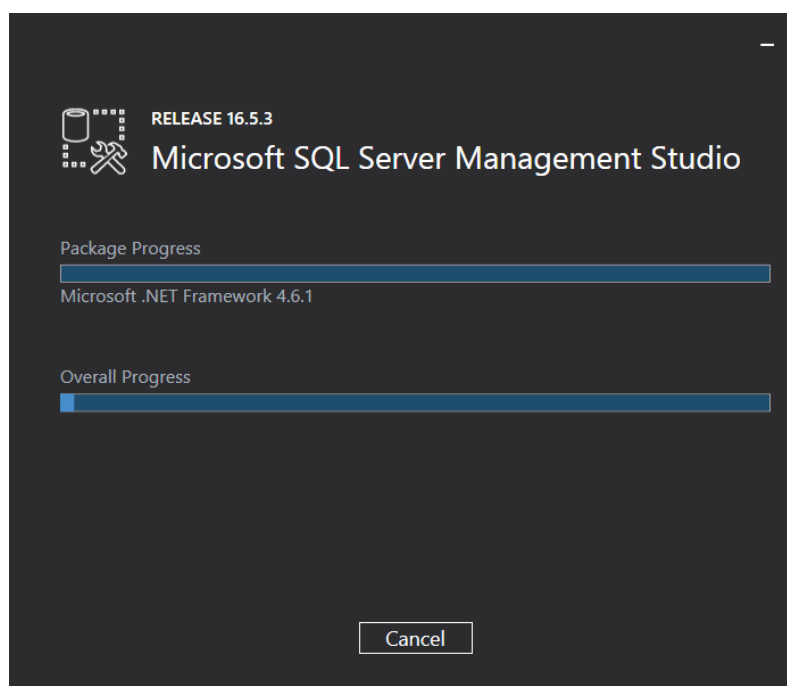 RELEASE 16.5.3
Microsoft SQL Server Management Studio
Package Progress
Microsoft .NET Framework 4.6.1
Overall Progress
Cancel